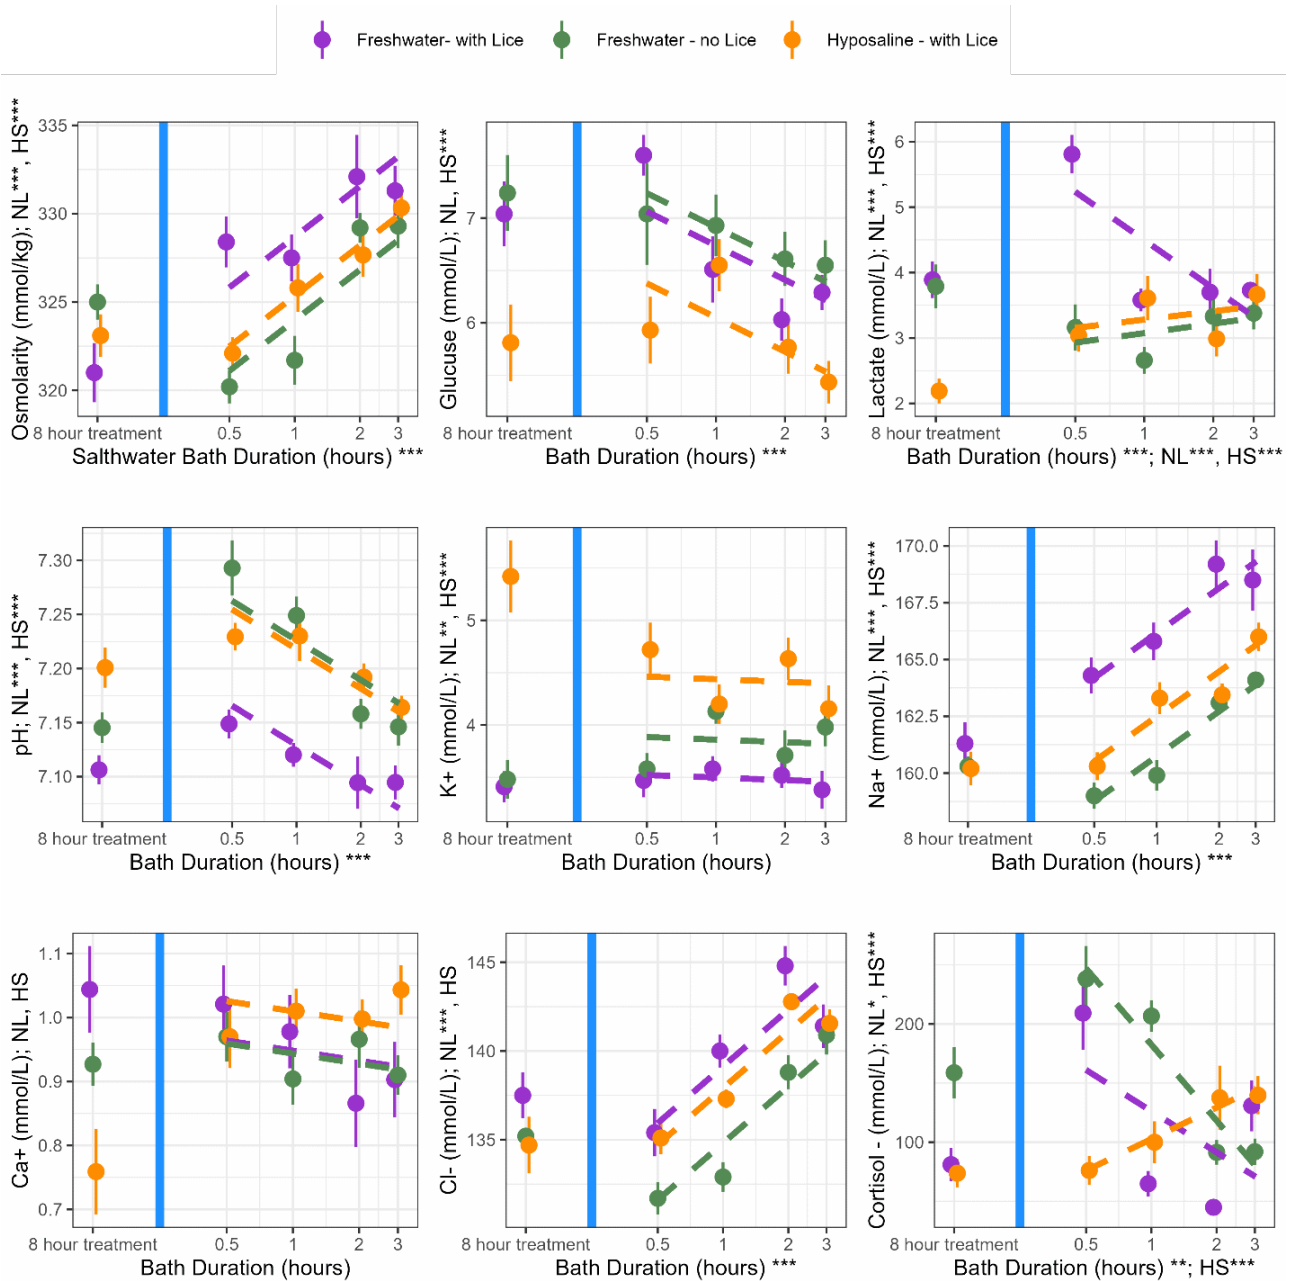 Freshwater- with Lice
Freshwater - no Lice
Hyposaline - with Lice
Osmolarity (mmol/kg); NL***, HS***
335
330
325
320
8 hour treatment
0.5
1
2
3
Salthwater Bath Duration (hours) ***
Glucuse (mmol/L); NL, HS***
7
6
8 hour treatment
0.5
1
2
3
Bath Duration (hours) ***
Lactate (mmol/L); NL***, HS***
6
5
4
3
2
8 hour treatment
0.5
1
2
3
Bath Duration (hours) ***; NL***, HS***
pH; NL***, HS***
7.30
7.25
7.20
7.15
7.10
8 hour treatment
0.5
1
2
3
Bath Duration (hours) ***
K+ (mmol/L); NL**, HS***
5
4
8 hour treatment
0.5
1
2
3
Bath Duration (hours)
Na+ (mmol/L); NL***, HS***
170.0
167.5
165.0
162.5
160.0
8 hour treatment
0.5
1
2
3
Bath Duration (hours) ***
Ca+ (mmol/L); NL, HS
1.1
1.0
0.9
0.8
0.7
8 hour treatment
0.5
1
2
3
Bath Duration (hours)
Cl- (mmol/L); NL ***, HS
145
140
135
8 hour treatment
0.5
1
2
3
Bath Duration (hours) ***
Cortisol - (mmol/L); NL*, HS***
200
100
8 hour treatment
0.5
1
2
3
Bath Duration (hours) **; HS***